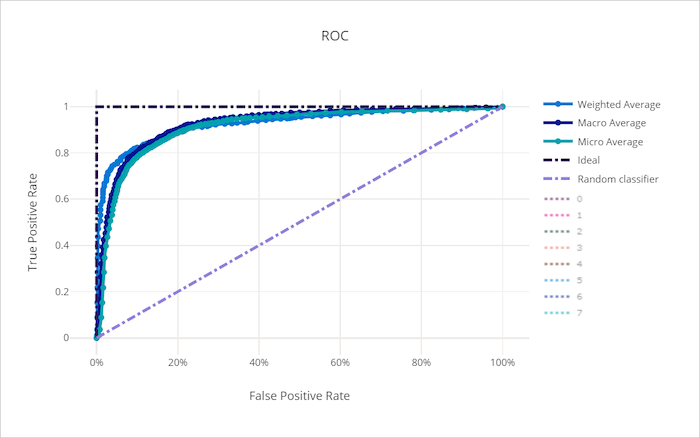 ROC
True Positive Rate
1
0.8
0.6
0.4
0.2
0
0%
20%
40%
60%
80%
100%
False Positive Rate
Weighted Average
Macro Average
Micro Average
Ideal
Random classifier
0
1
2
3
4
5
6
7